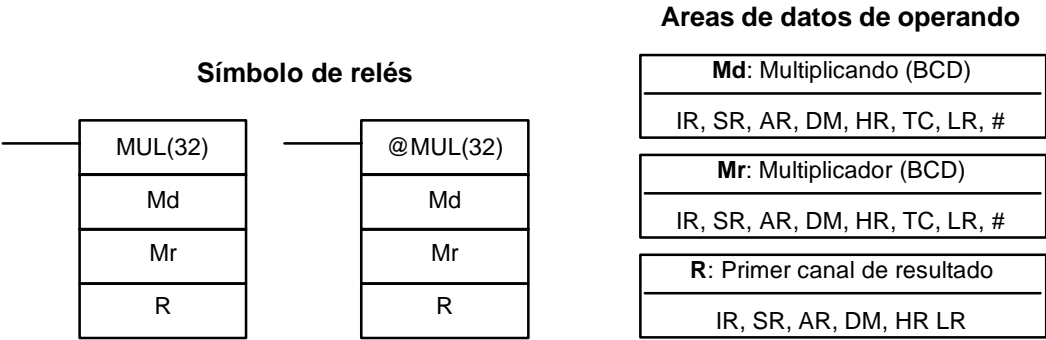 Símbolo de relés
MUL(32)
Md
Mr
R
@MUL(32)
Md
Mr
R
Areas de datos de operando
Md: Multiplicando (BCD)
IR, SR, AR, DM, HR, TC, LR, #
Mr: Multiplicador (BCD)
IR, SR, AR, DM, HR, TC, LR, #
R: Primer canal de resultado
IR, SR, AR, DM, HR LR